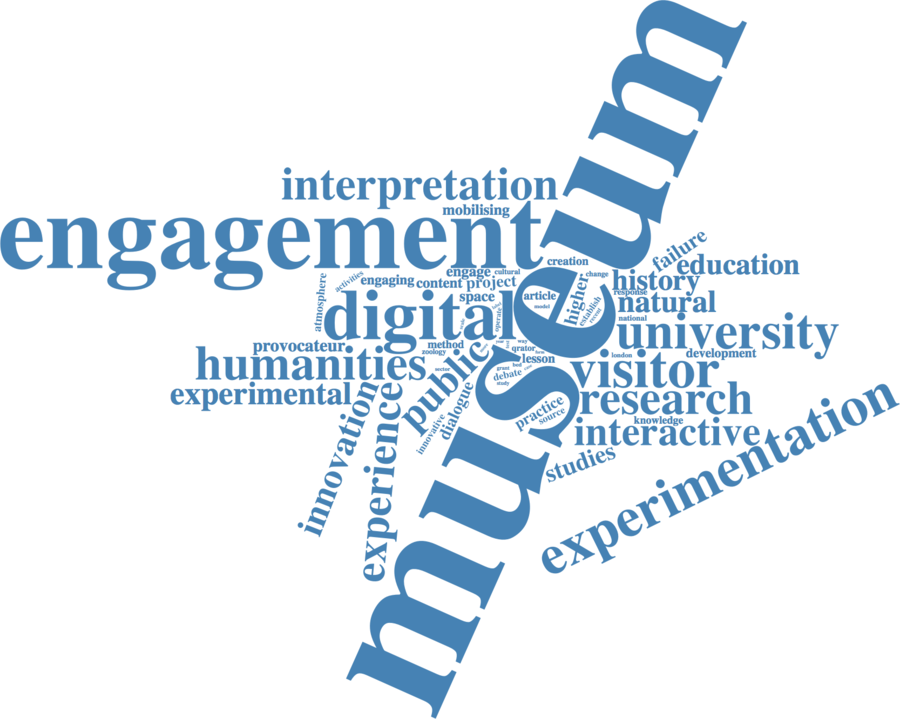 museum
interpretation
mobilising
engagement
creation
failure
education
engage
cultural
change
activities
engaging
content
project
higher
history
atmosphere
space
article
response
natural
digital
model
establish
recent
operate
national
university
provocateur
method
way
qrator
zoology
public
lesson
london
development
humanities
sector
grant
debate
study
visitor
experimental
innovation
experience
dialogue
innovative
practice
source
research
knowledge
interactive
studies
experimentation